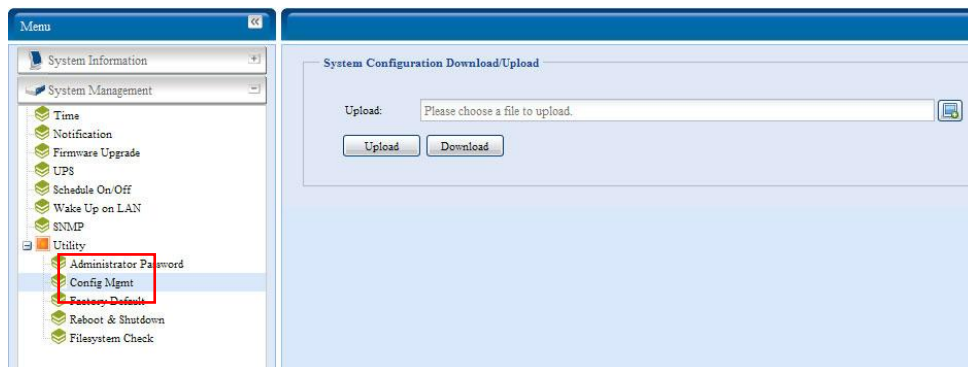 Menu
System Information
System Management
Time
Notification
Firmware Upgrade
UPS
Schedule On/Off
Wake Up on LAN
SNMP
Utility
Administrator Password
Config Mgmt
Factory Default
Reboot & Shutdown
Filesystem Check
System Configuration Download/Upload
Upload: Please choose a file to upload.
Upload Download